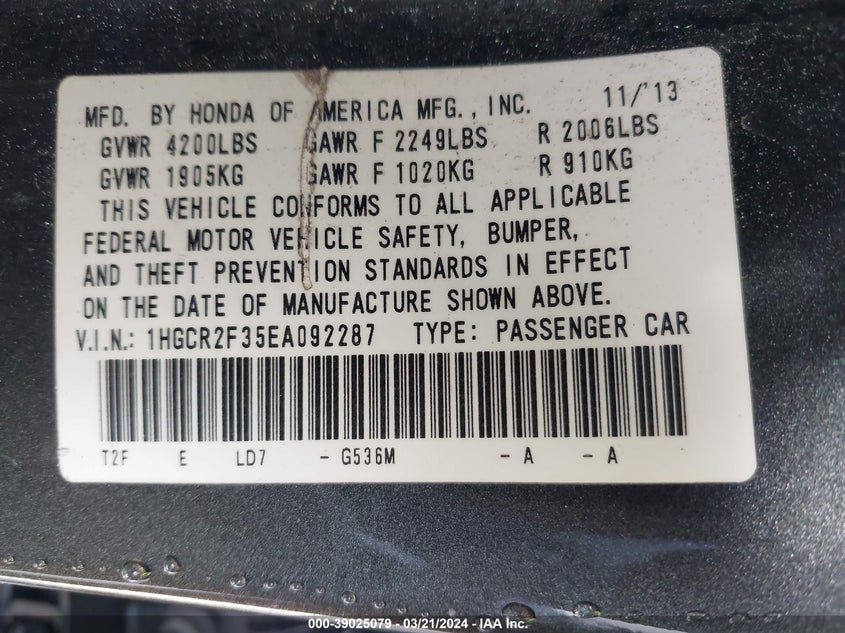 MFD. BY HONDA OF AMERICA MFG., INC. 11/'13
GVWR 4200LBS GAWR F 2249LBS R 2006LBS
GVWR 1905KG GAWR F 1020KG R 910KG
THIS VEHICLE CONFORMS TO ALL APPLICABLE
FEDERAL MOTOR VEHICLE SAFETY, BUMPER,
AND THEFT PREVENTION STANDARDS IN EFFECT
ON THE DATE OF MANUFACTURE SHOWN ABOVE.
V.I.N.: 1HGCR2F35EA092287 TYPE: PASSENGER CAR
T2F E LD7 - G536M - A - A
000-39025079 — 03/21/2024 - IAA Inc.